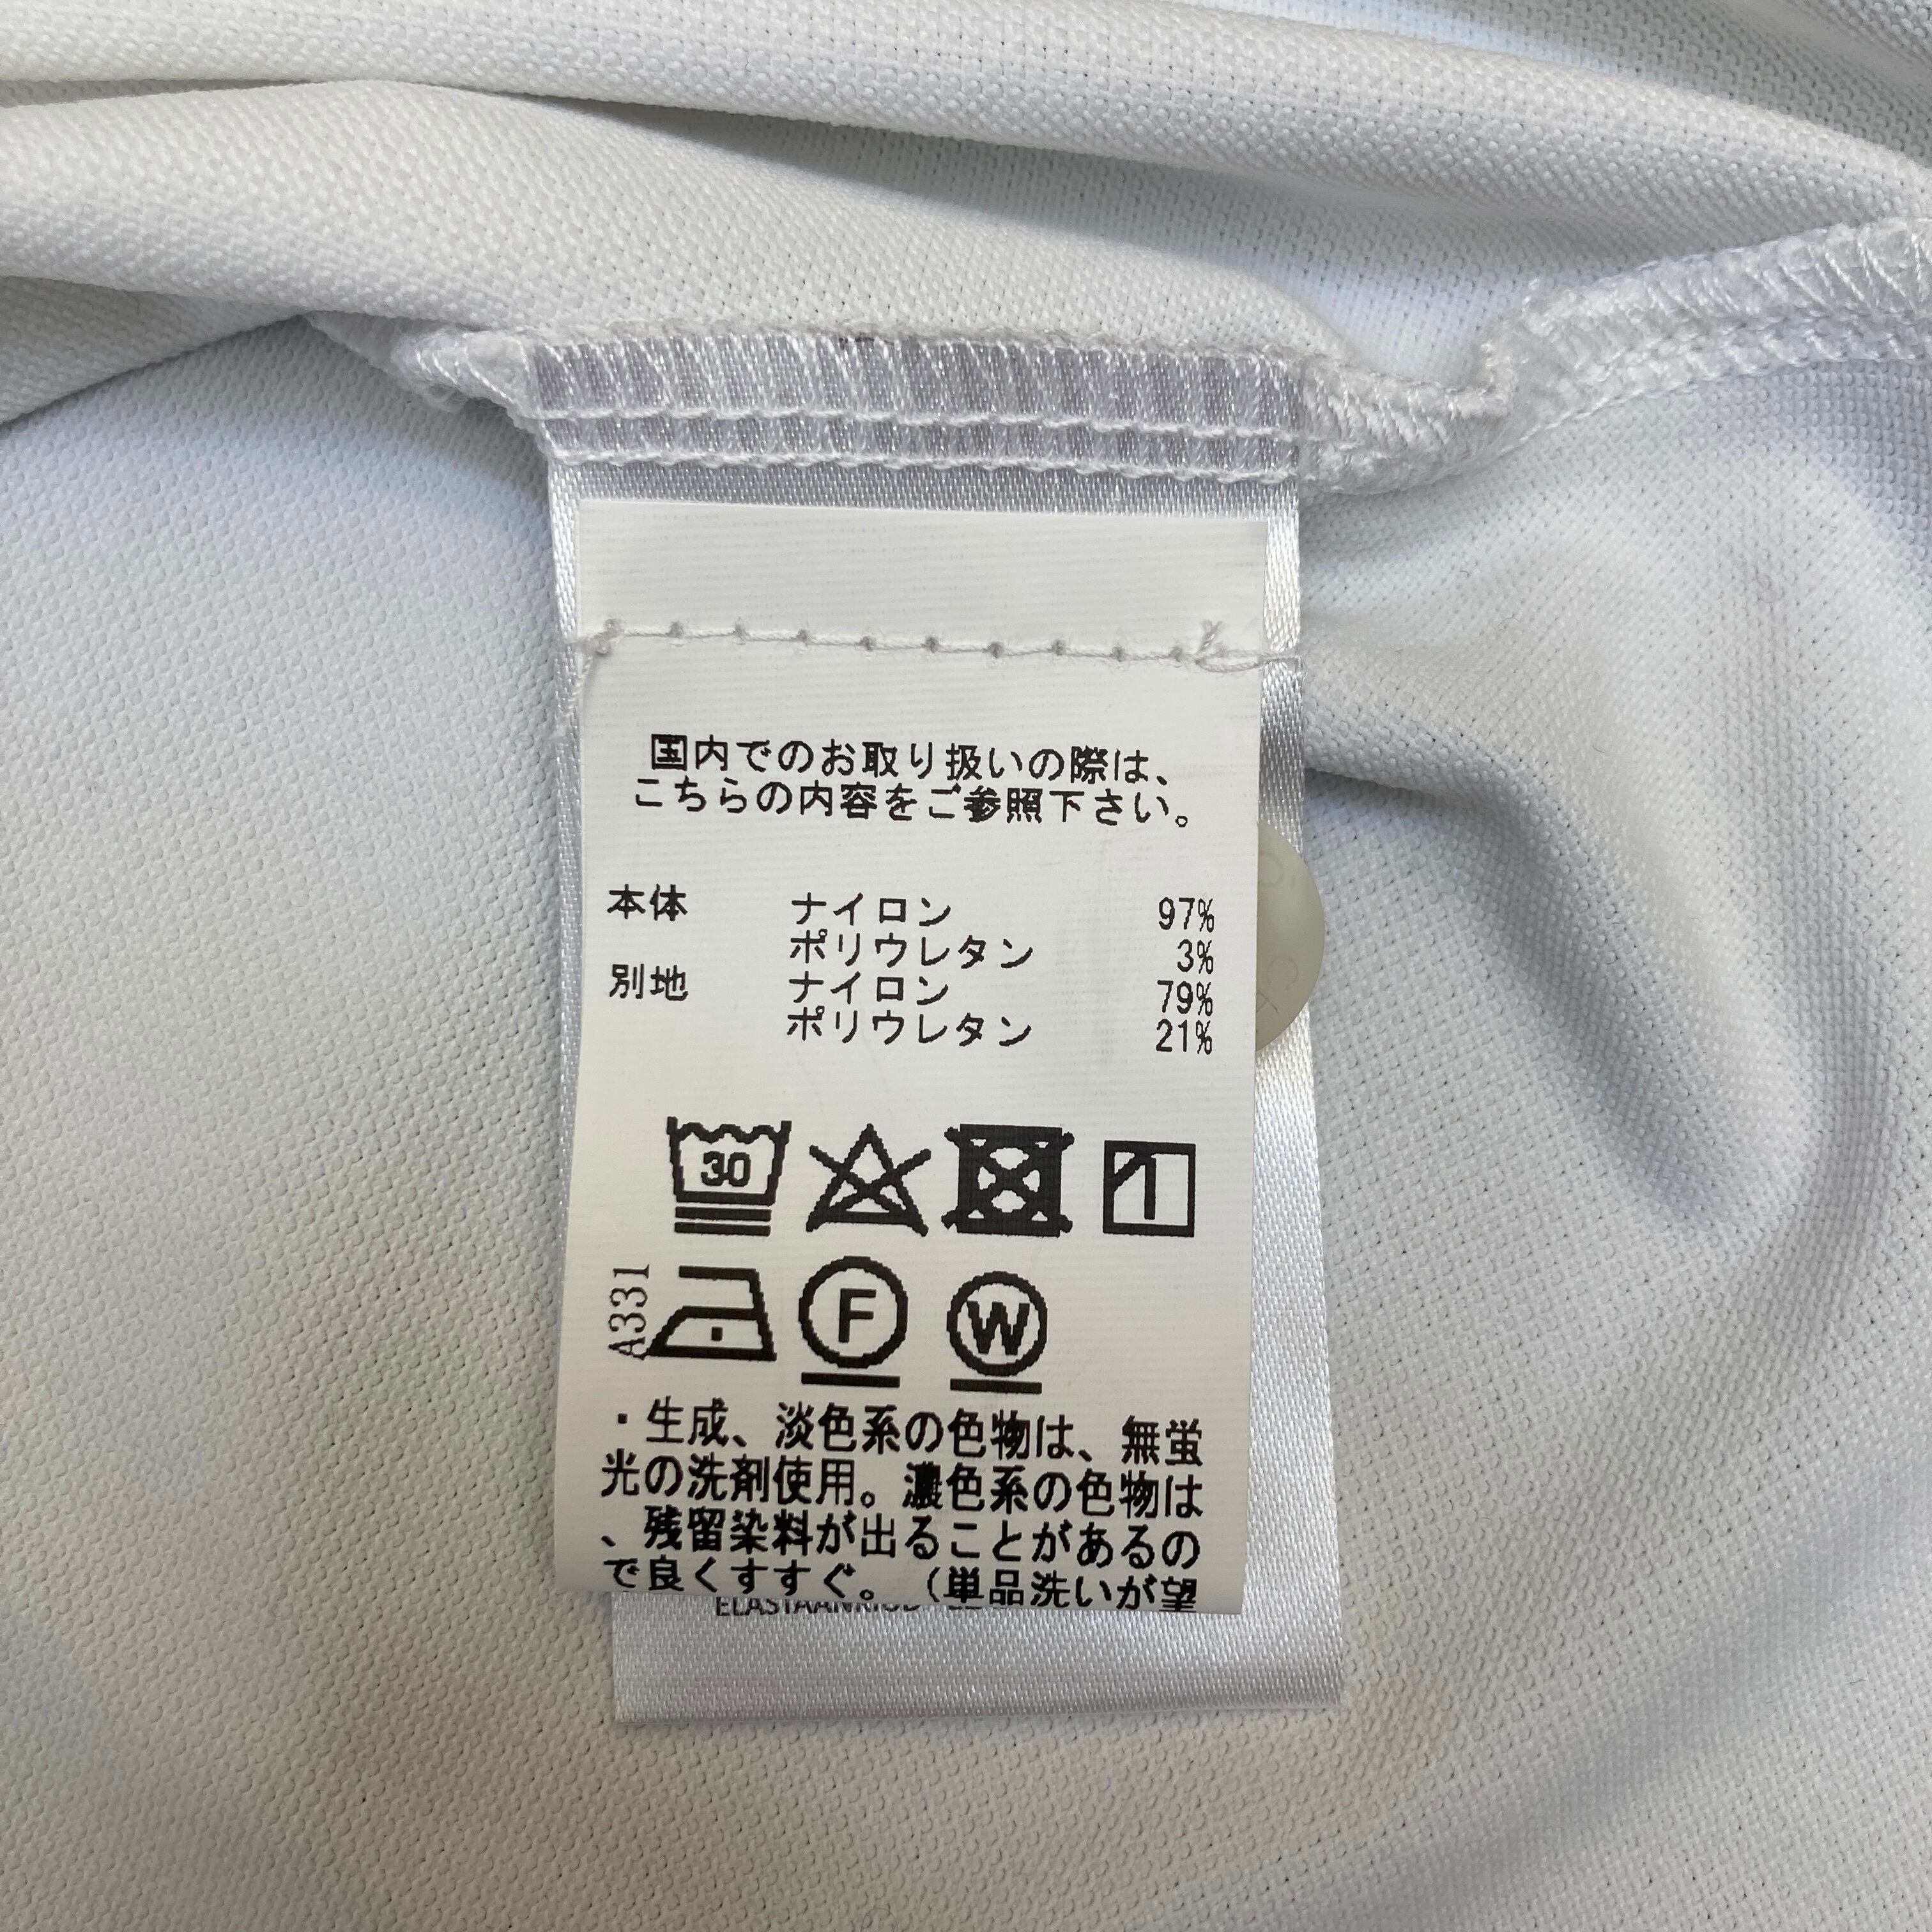 国内でのお取り扱いの際は、
こちらの内容をご参照下さい。
本体 ナイロン 97%
ポリウレタン 3%
別地 ナイロン 79%
ポリウレタン 21%
30
F W
A331
・生成、淡色系の色物は、無蛍
光の洗剤使用。濃色系の色物は
、残留染料が出ることがあるの
で良くすすぐ。（単品洗いが望